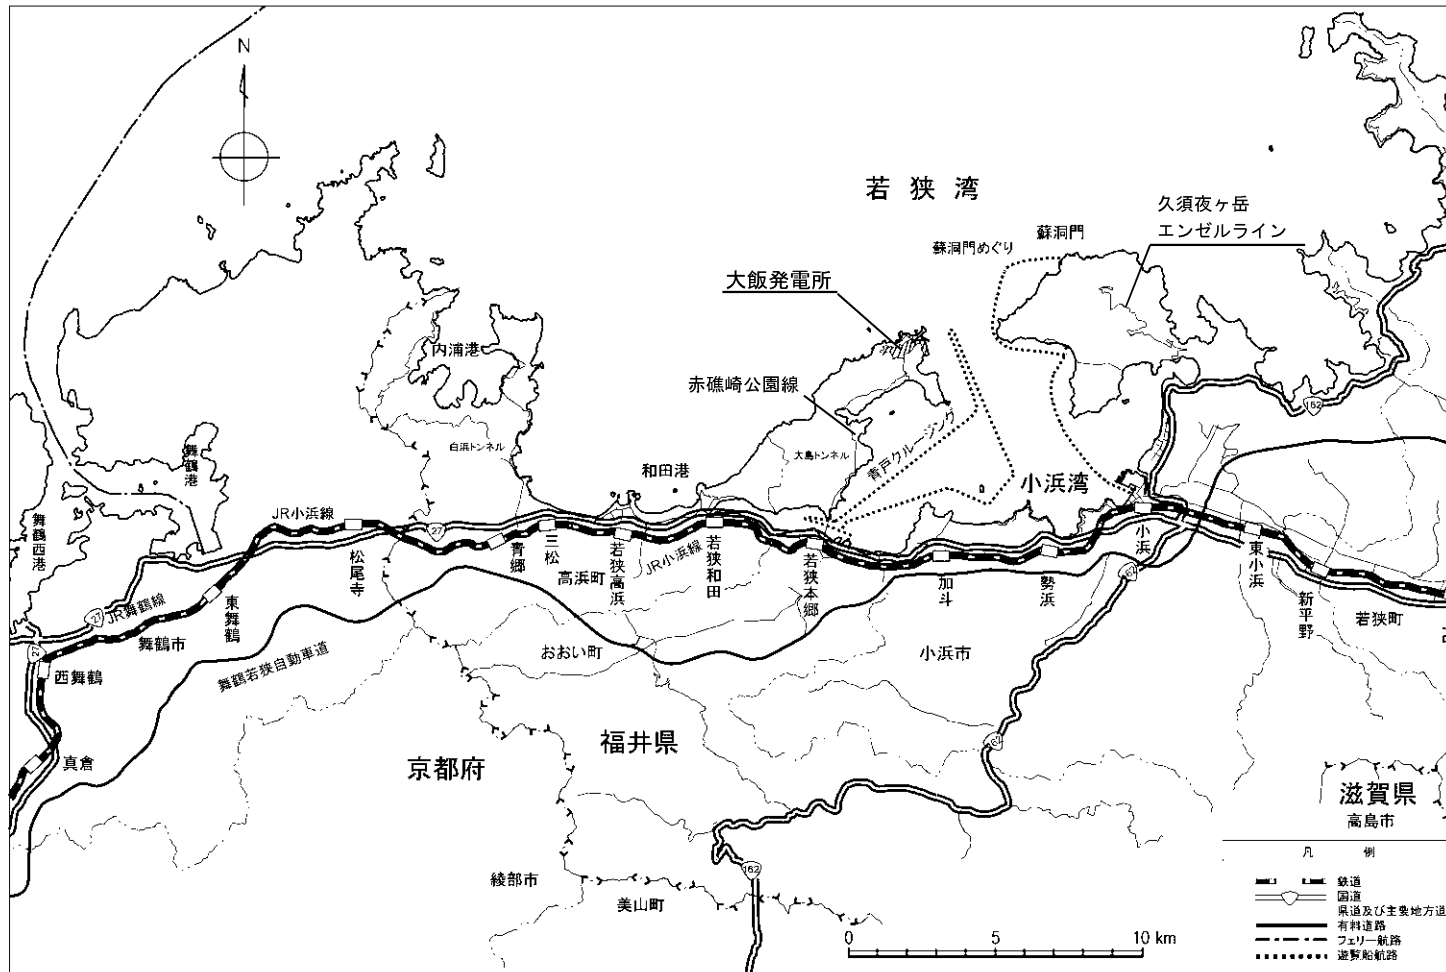 N
若狭湾
久須夜ヶ岳
エンゼルライン
蘇洞門
蘇洞門めぐり
大飯発電所
内浦港
赤礁崎公園線
162
舞鶴港
白浜トンネル
和田港
大島トンネル
青戸クルージング
小浜湾
舞鶴西港
JR小浜線
27
松尾寺
青郷
三松
高浜町
若狭高浜
JR小浜線
若狭和田
若狭本郷
加斗
勢浜
小浜
東小浜
新平野
若狭町
27
JR舞鶴線
東舞鶴
舞鶴市
27
西舞鶴
舞鶴若狭自動車道
おおい町
小浜市
真倉
京都府
福井県
滋賀県
高島市
162
綾部市
美山町
凡例
鉄道
国道
県道及び主要地方道
有料道路
フェリー航路
遊覧船航路
0 5 10 km